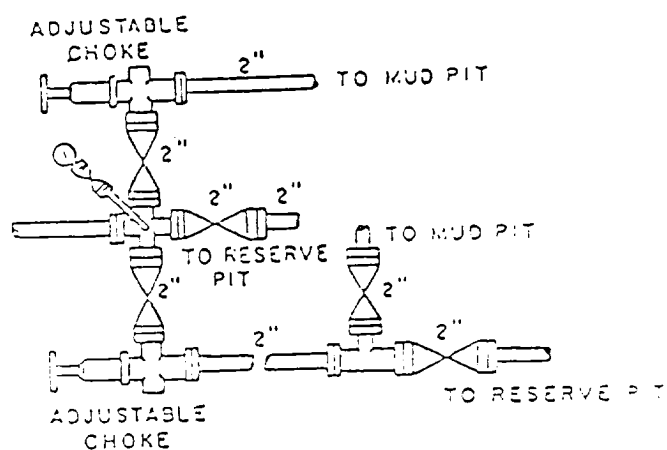 ADJUSTABLE
CHOKE
2"
TO MUD PIT
2"
2"
2"
TO RESERVE
PIT
TO MUD PIT
2"
2"
2"
2"
TO RESERVE PIT
ADJUSTABLE
CHOKE